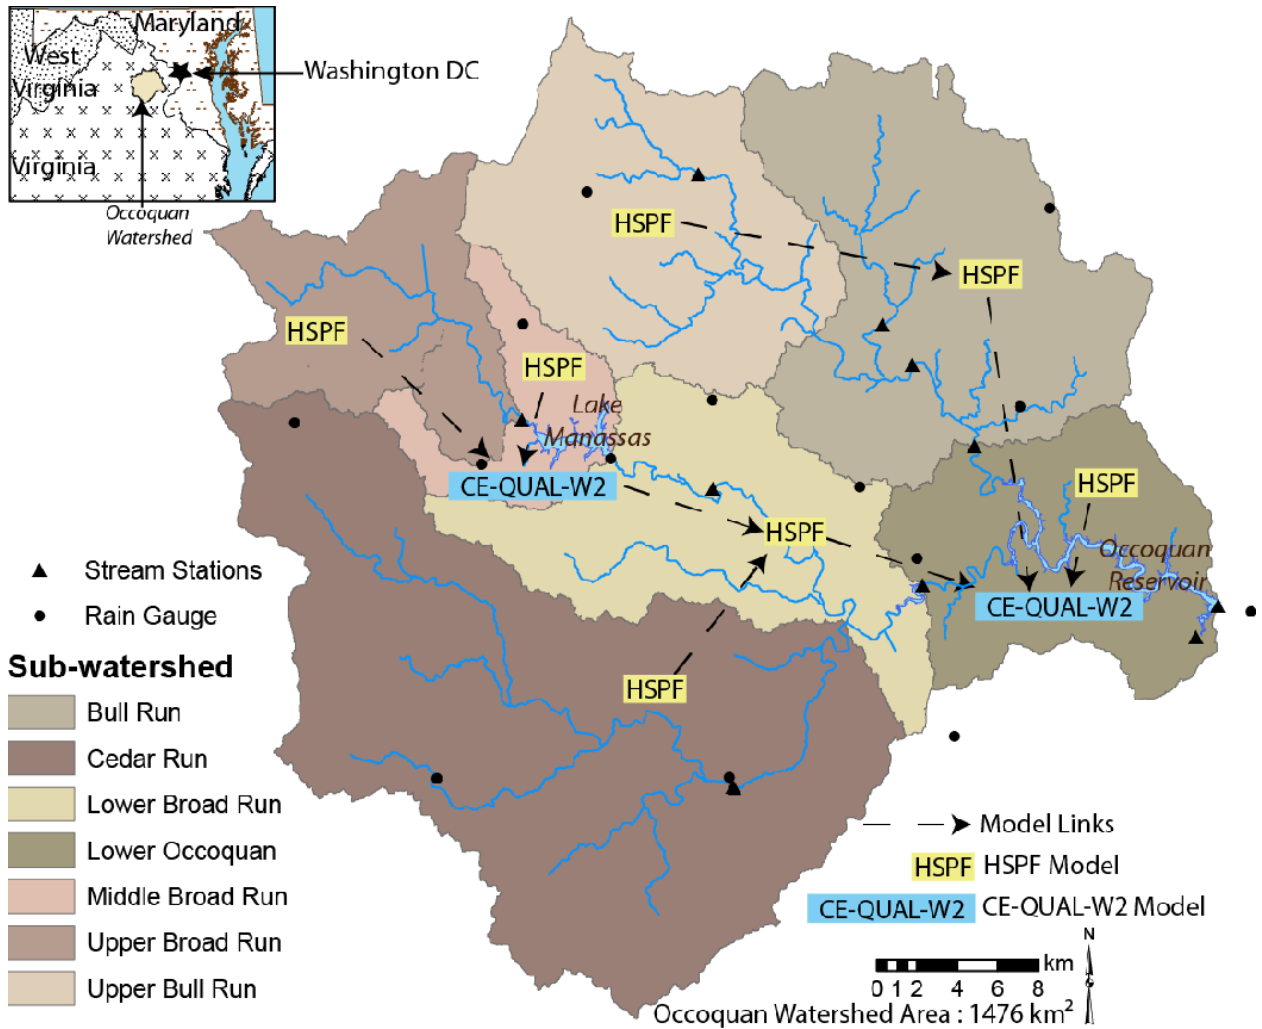 Maryland
West
Virginia
Washington DC
Virginia
Occoquan
Watershed
HSPF
HSPF
HSPF
HSPF
Lake
Manassas
CE-QUAL-W2
HSPF
HSPF
Occoquan
Reservoir
CE-QUAL-W2
HSPF
Stream Stations
Rain Gauge
Sub-watershed
Bull Run
Cedar Run
Lower Broad Run
Lower Occoquan
Middle Broad Run
Upper Broad Run
Upper Bull Run
Model Links
HSPF HSPF Model
CE-QUAL-W2 CE-QUAL-W2 Model
N
km
0 1 2 4 6 8
Occoquan Watershed Area : 1476 km²